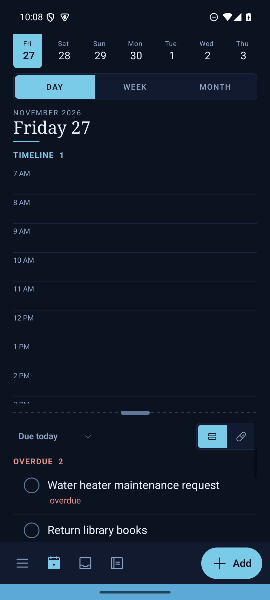 10:08
Fri Sat Sun Mon Tue Wed Thu
27 28 29 30 1 2 3
DAY WEEK MONTH
NOVEMBER 2026
Friday 27
TIMELINE 1
7 AM
8 AM
9 AM
10 AM
11 AM
12 PM
1 PM
2 PM
Due today
OVERDUE 2
Water heater maintenance request
overdue
Return library books
Add